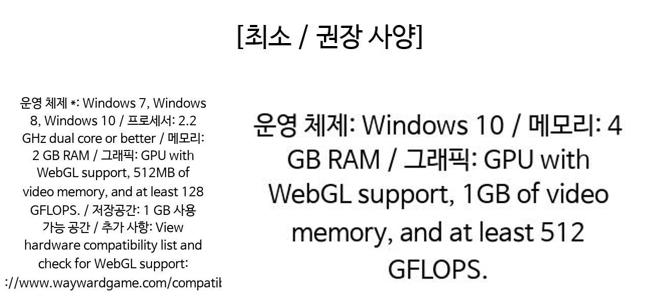 [최소 / 권장 사양]
운영 체제 *: Windows 7, Windows
8, Windows 10 / 프로세서: 2.2
GHz dual core or better / 메모리:
2 GB RAM / 그래픽: GPU with
WebGL support, 512MB of
video memory, and at least 128
GFLOPS. / 저장공간: 1 GB 사용
가능 공간 / 추가 사항: View
hardware compatibility list and
check for WebGL support:
://www.waywardgame.com/compatib
운영 체제: Windows 10 / 메모리: 4
GB RAM / 그래픽: GPU with
WebGL support, 1GB of video
memory, and at least 512
GFLOPS.